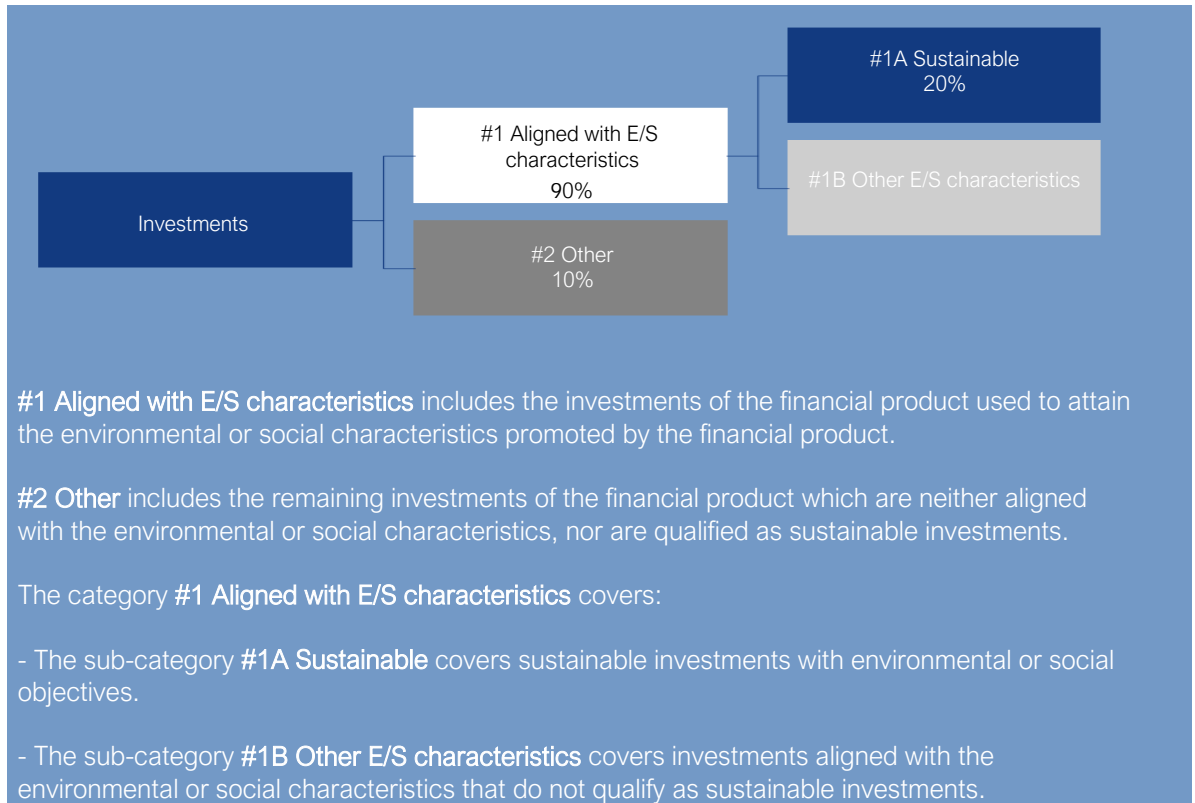 #1A Sustainable
20%
#1 Aligned with E/S
characteristics
90%
#1B Other E/S characteristics
Investments
#2 Other
10%
#1 Aligned with E/S characteristics includes the investments of the financial product used to attain
the environmental or social characteristics promoted by the financial product.
#2 Other includes the remaining investments of the financial product which are neither aligned
with the environmental or social characteristics, nor are qualified as sustainable investments.
The category #1 Aligned with E/S characteristics covers:
- The sub-category #1A Sustainable covers sustainable investments with environmental or social
objectives.
- The sub-category #1B Other E/S characteristics covers investments aligned with the
environmental or social characteristics that do not qualify as sustainable investments.